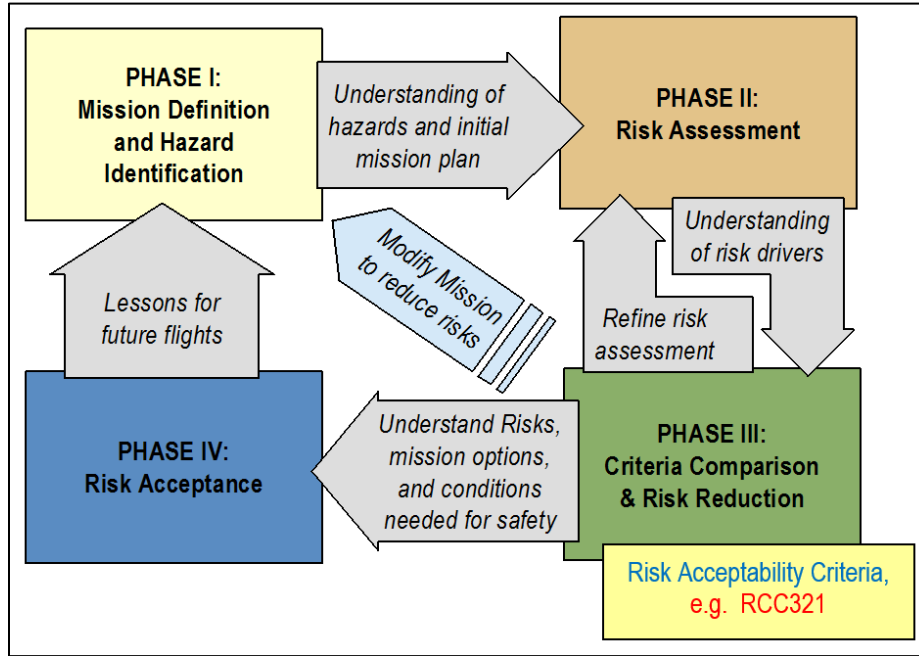 PHASE I:
Mission Definition
and Hazard
Identification
Understanding of
hazards and initial
mission plan
PHASE II:
Risk Assessment
Modify Mission
to reduce risks
Understanding
of risk drivers
Lessons for
future flights
Refine risk
assessment
PHASE IV:
Risk Acceptance
Understand Risks,
mission options,
and conditions
needed for safety
PHASE III:
Criteria Comparison
& Risk Reduction
Risk Acceptability Criteria,
e.g. RCC321